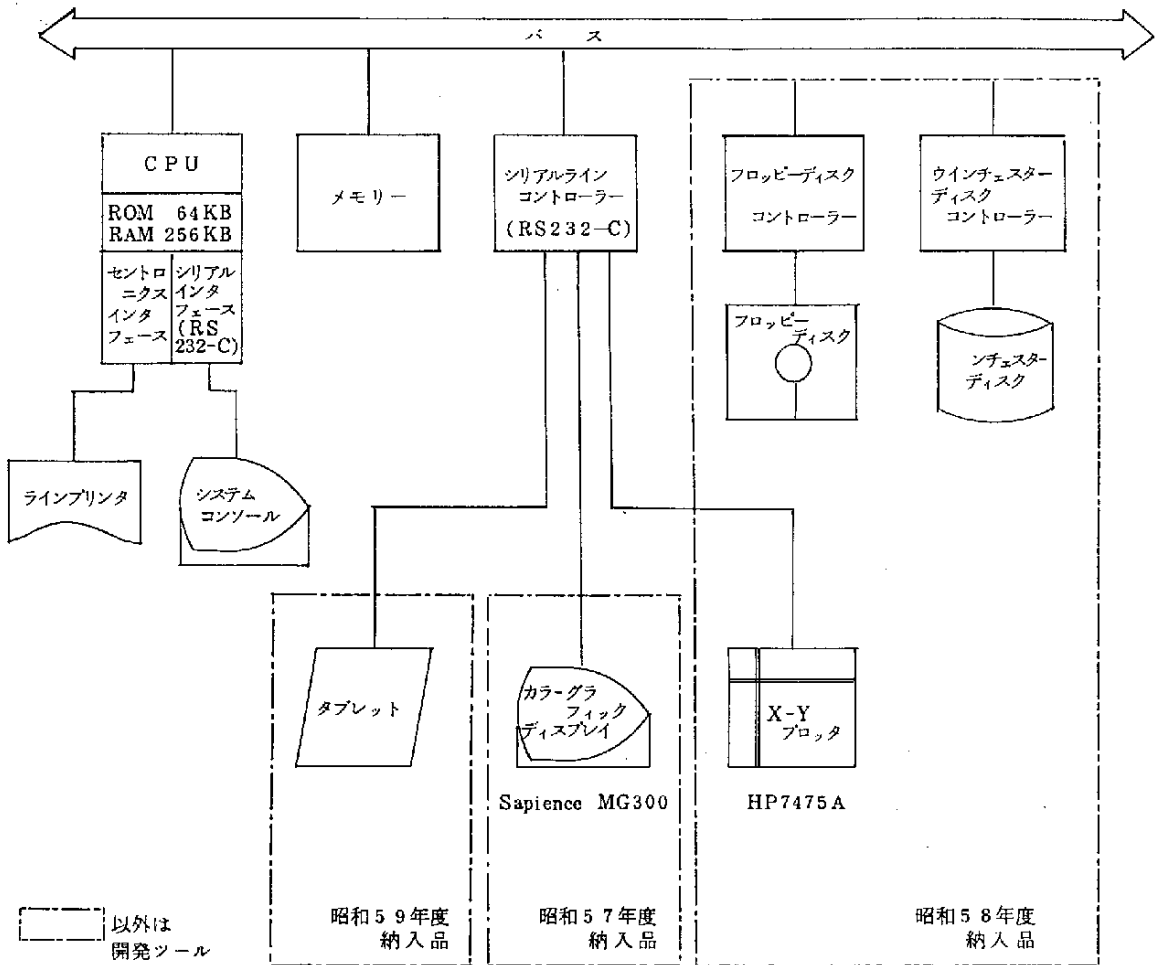 バス
CPU
ROM 64KB
RAM 256KB
セントロ
ニクス
インタ
フェース
シリアル
インタ
フェース
(RS
232-C)
メモリー
シリアルライン
コントローラー
(RS232-C)
フロッピーディスク
コントローラー
ウインチェスター
ディスク
コントローラー
フロッピー
ディスク
ンチェスター
ディスク
ラインプリンタ
システム
コンソール
タブレット
カラーグラ
フィック
ディスプレイ
X-Y
プロッタ
Sapience MG300
HP7475A
以外は
開発ツール
昭和59年度
納入品
昭和57年度
納入品
昭和58年度
納入品